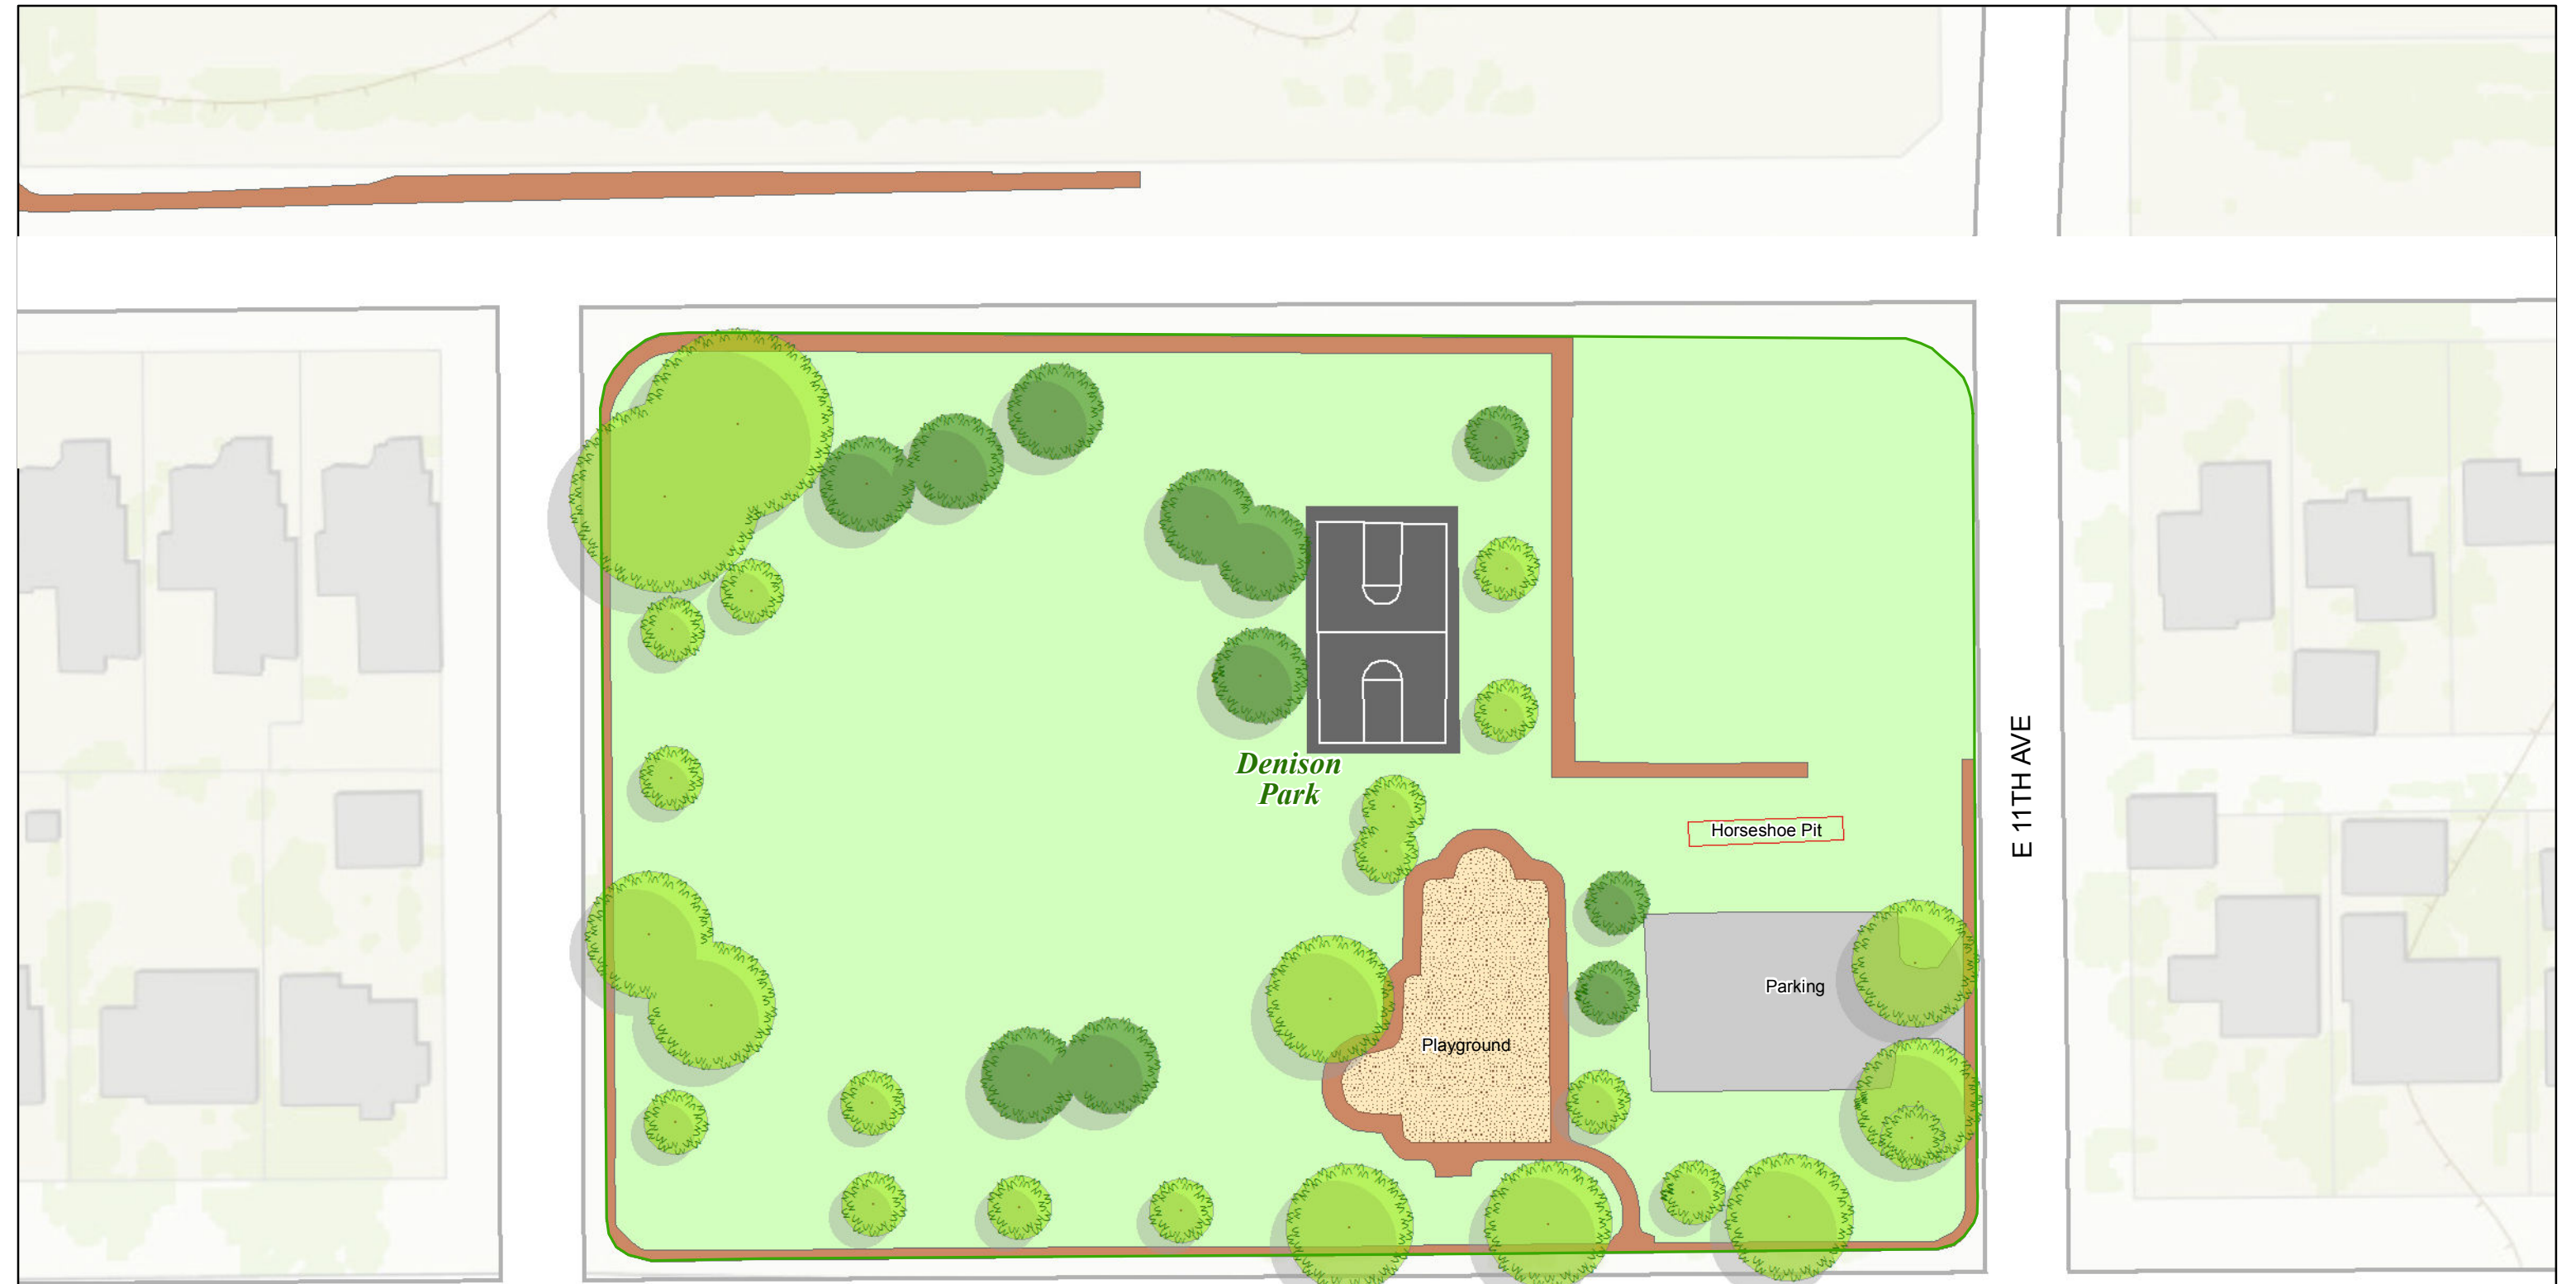 Denison
Park
E 11TH AVE
Horseshoe Pit
Parking
Playground